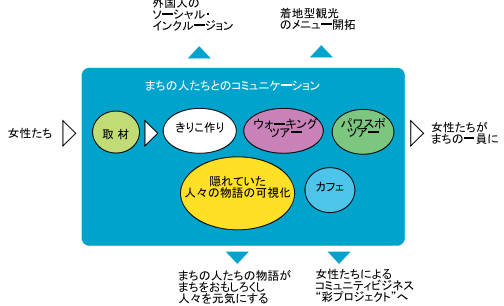 外国人の
ソーシャル・
インクルージョン
着地型観光
のメニュー開拓
まちの人たちとのコミュニケーション
女性たち
取 材
きりこ作り
ウォーキング
ツアー
パワスポ
ツアー
女性たちが
まちの一員に
隠れていた
人々の物語の可視化
カフェ
まちの人たちの物語が
まちをおもしろくし
人々を元気にする
女性たちによる
コミュニティビジネス
“彩プロジェクト”へ